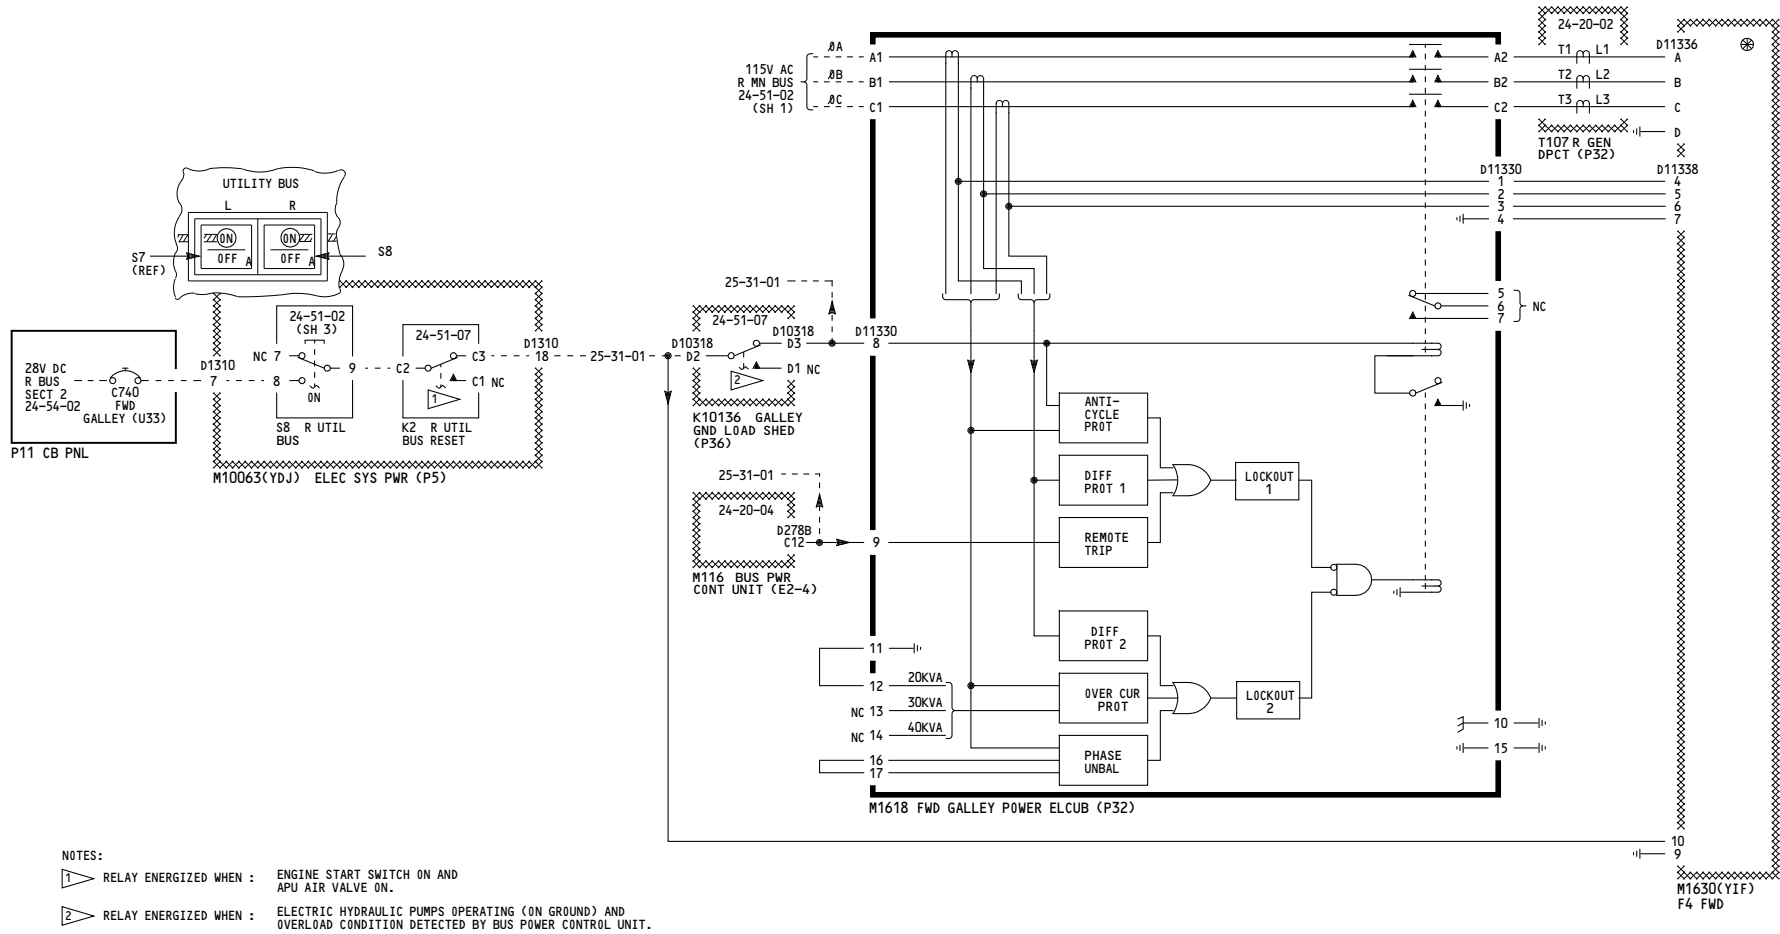 24-20-02
D11336
T1 L1
A
T2 L2
B
T3 L3
C
D
T107 R GEN
DPCT (P32)
115V AC
R MN BUS
24-51-02
(SH 1)
ØA
ØB
ØC
A1
B1
C1
A2
B2
C2
D11330
1
2
3
4
D11338
4
5
6
7
5
6
7
NC
UTILITY BUS
L R
ON
OFF A
ON
OFF A
S7
(REF)
S8
28V DC
R BUS
SECT 2
24-54-02
C740
FWD
GALLEY (U33)
P11 CB PNL
D1310
7
24-51-02
(SH 3)
NC 7
8
9
ON
S8 R UTIL
BUS
24-51-07
C2
C3
C1 NC
1
K2 R UTIL
BUS RESET
D1310
18
M10063(YDJ) ELEC SYS PWR (P5)
25-31-01
25-31-01
24-51-07
D10318
D2
D10318
D3
D1 NC
2
K10136 GALLEY
GND LOAD SHED
(P36)
D11330
8
25-31-01
24-20-04
D278B
C12
M116 BUS PWR
CONT UNIT (E2-4)
9
ANTI-
CYCLE
PROT
DIFF
PROT 1
REMOTE
TRIP
LOCKOUT
1
DIFF
PROT 2
OVER CUR
PROT
PHASE
UNBAL
LOCKOUT
2
11
12 20KVA
NC 13 30KVA
NC 14 40KVA
16
17
10
15
M1618 FWD GALLEY POWER ELCUB (P32)
10
9
M1630(YIF)
F4 FWD
NOTES:
1 RELAY ENERGIZED WHEN : ENGINE START SWITCH ON AND
APU AIR VALVE ON.
2 RELAY ENERGIZED WHEN : ELECTRIC HYDRAULIC PUMPS OPERATING (ON GROUND) AND
OVERLOAD CONDITION DETECTED BY BUS POWER CONTROL UNIT.